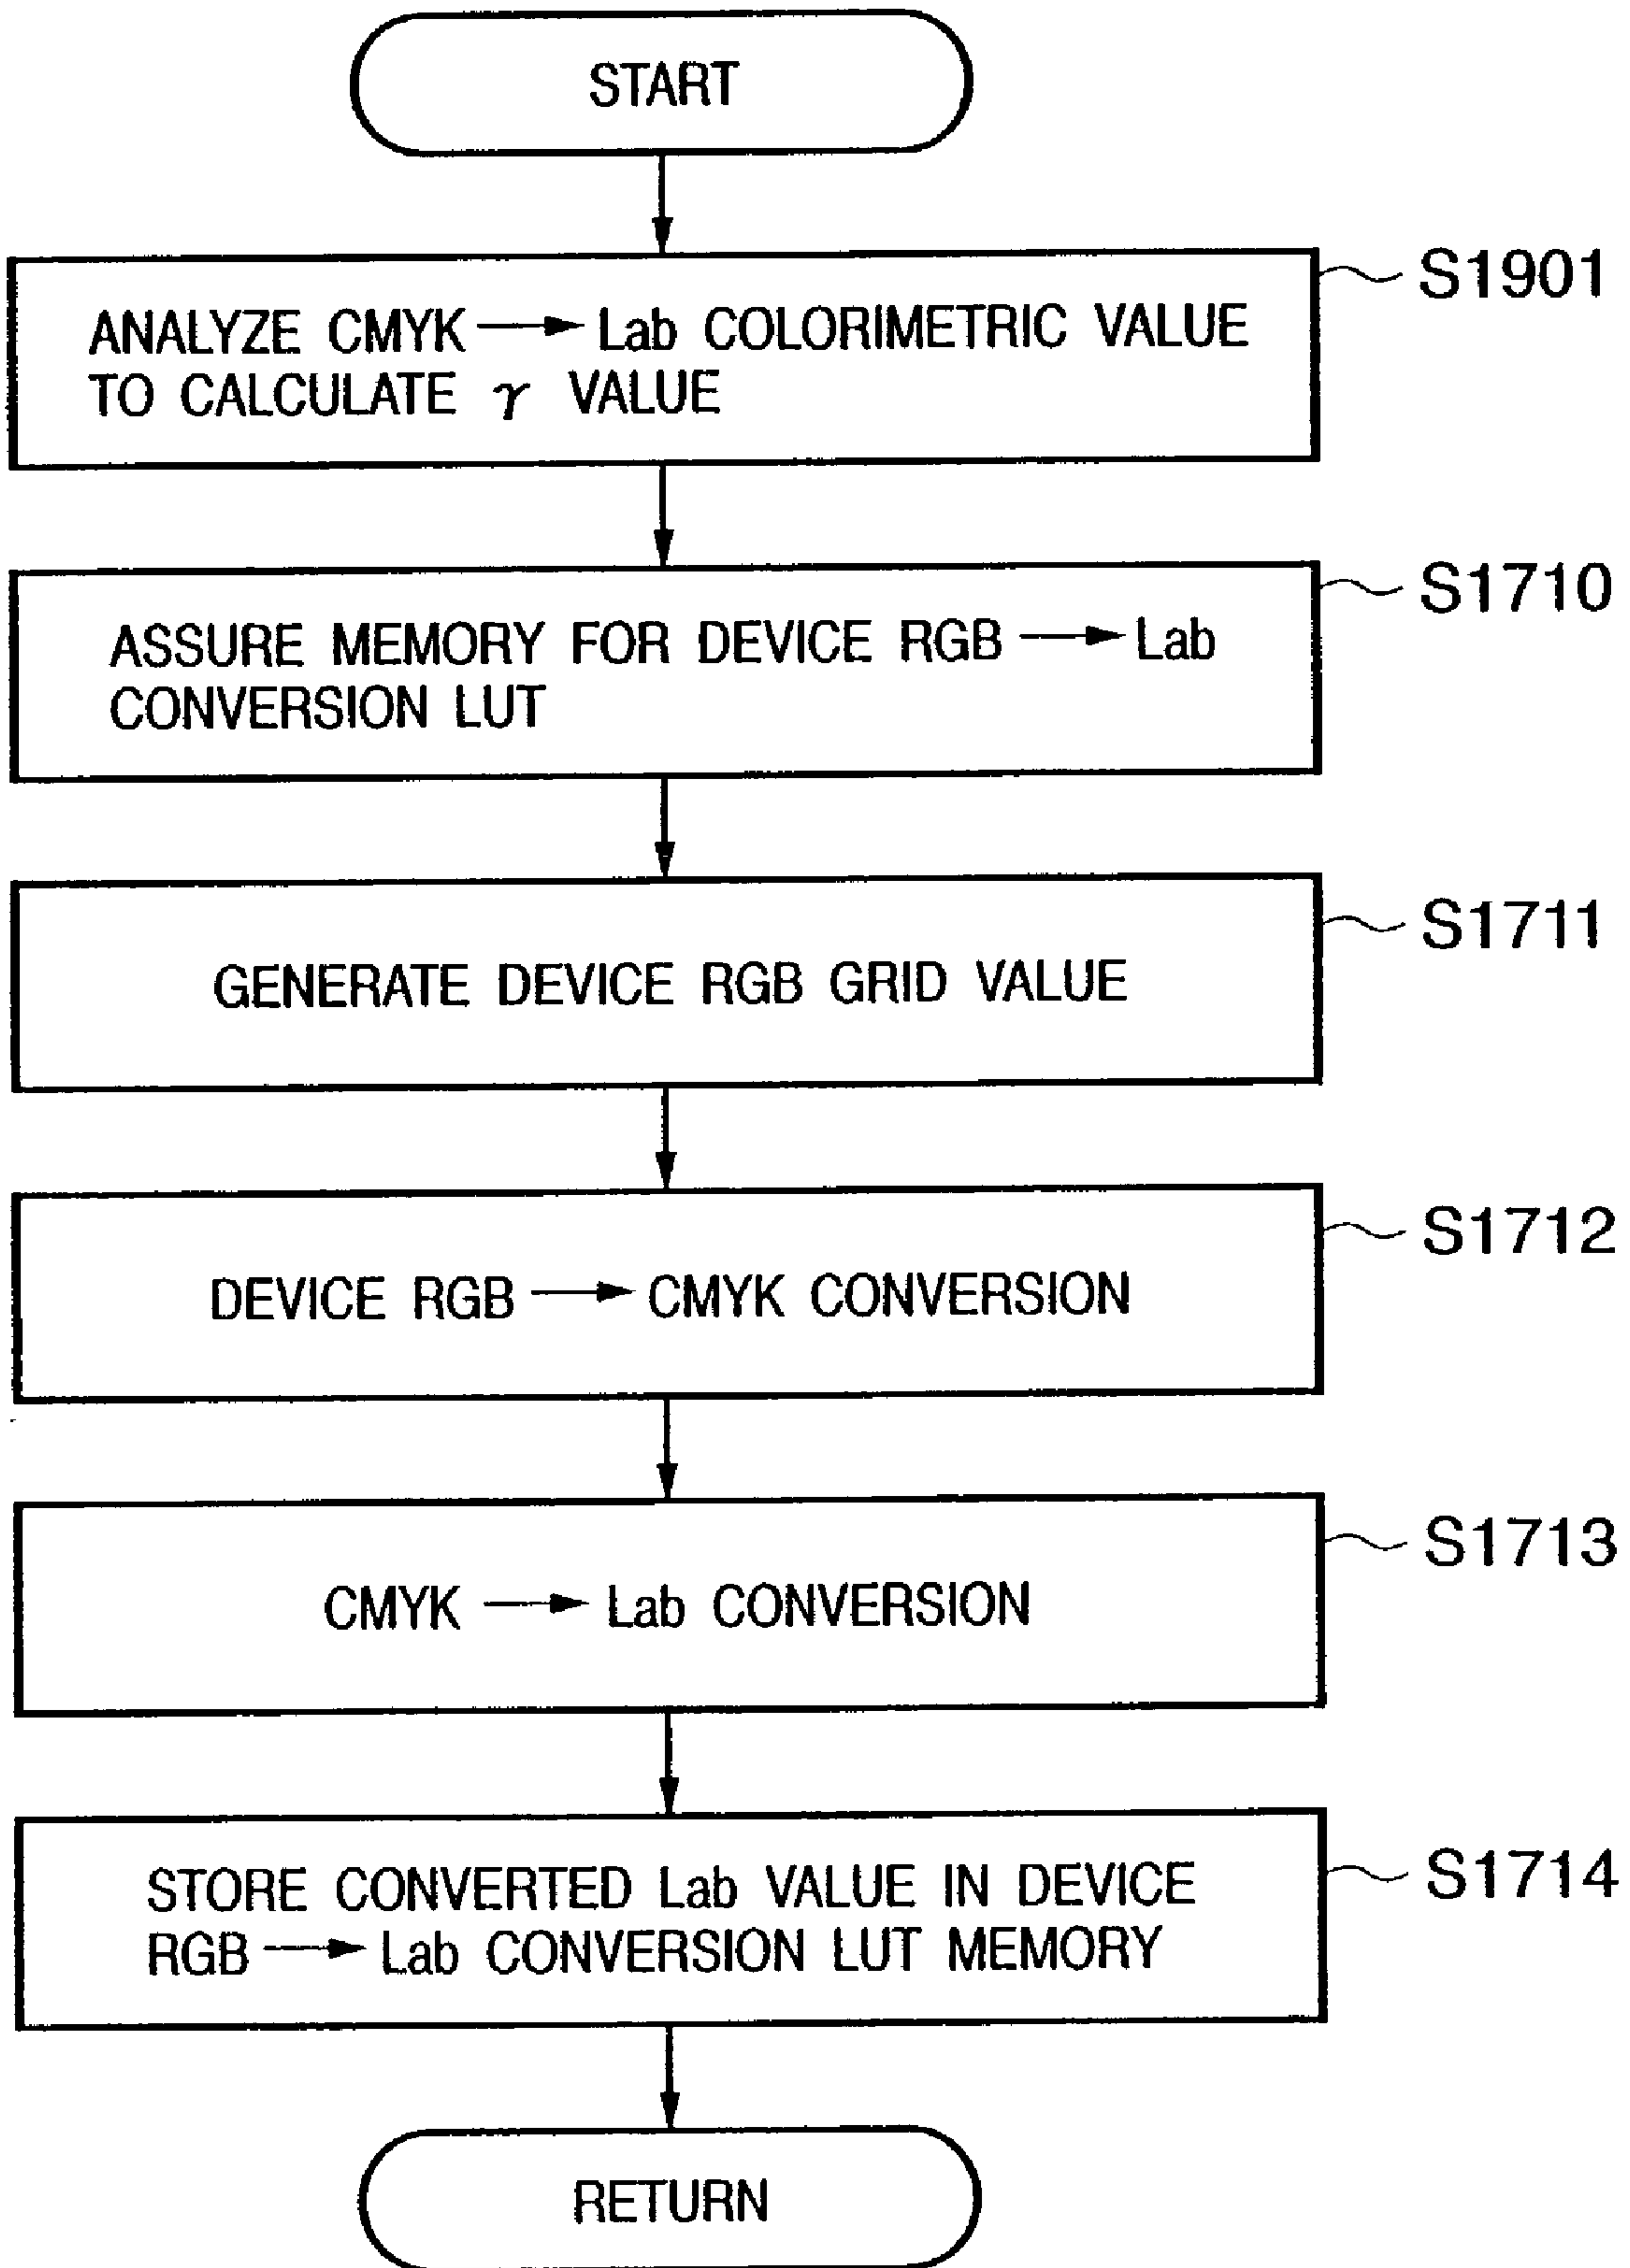 START
S1901
ANALYZE CMYK → Lab COLORIMETRIC VALUE
TO CALCULATE γ VALUE
S1710
ASSURE MEMORY FOR DEVICE RGB → Lab
CONVERSION LUT
S1711
GENERATE DEVICE RGB GRID VALUE
S1712
DEVICE RGB → CMYK CONVERSION
S1713
CMYK → Lab CONVERSION
S1714
STORE CONVERTED Lab VALUE IN DEVICE
RGB → Lab CONVERSION LUT MEMORY
RETURN